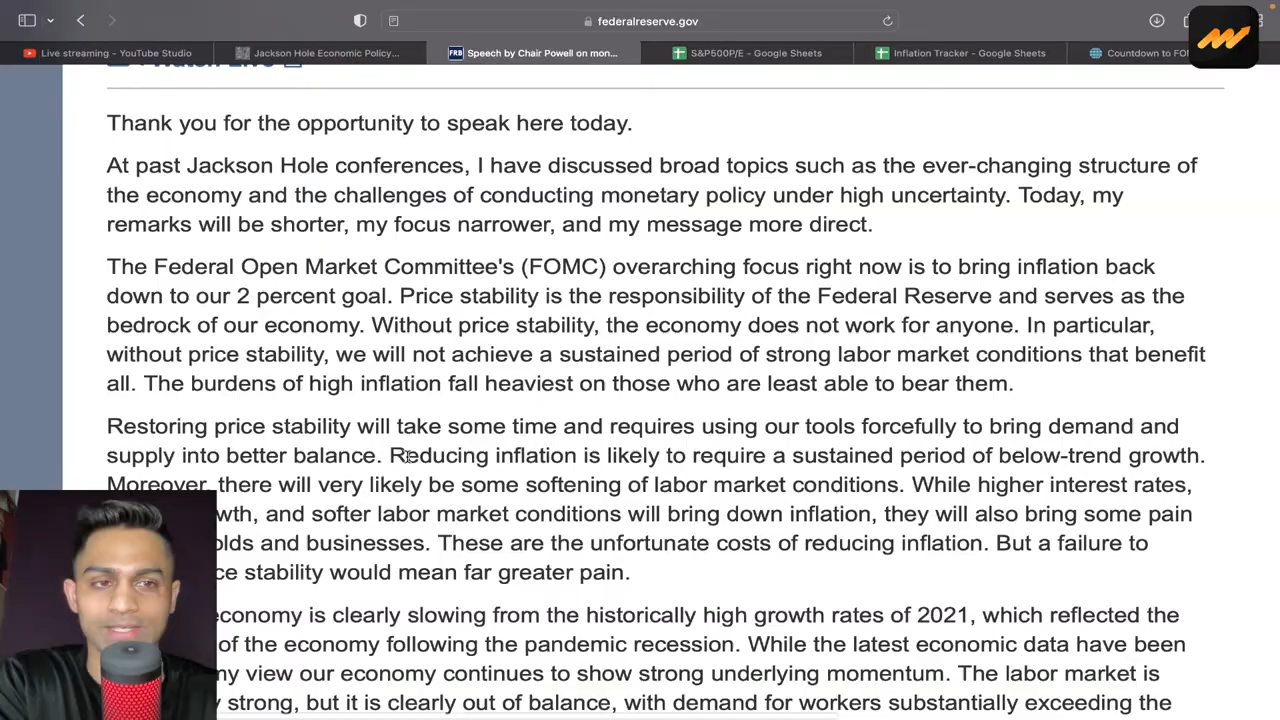 federalreserve.gov
Live streaming - YouTube Studio
Jackson Hole Economic Policy...
FRB Speech by Chair Powell on mon...
S&P500P/E - Google Sheets
Inflation Tracker - Google Sheets
Countdown to FO
Watch Live
Thank you for the opportunity to speak here today.
At past Jackson Hole conferences, I have discussed broad topics such as the ever-changing structure of
the economy and the challenges of conducting monetary policy under high uncertainty. Today, my
remarks will be shorter, my focus narrower, and my message more direct.
The Federal Open Market Committee's (FOMC) overarching focus right now is to bring inflation back
down to our 2 percent goal. Price stability is the responsibility of the Federal Reserve and serves as the
bedrock of our economy. Without price stability, the economy does not work for anyone. In particular,
without price stability, we will not achieve a sustained period of strong labor market conditions that benefit
all. The burdens of high inflation fall heaviest on those who are least able to bear them.
Restoring price stability will take some time and requires using our tools forcefully to bring demand and
supply into better balance. Reducing inflation is likely to require a sustained period of below-trend growth.
Moreover, there will very likely be some softening of labor market conditions. While higher interest rates,
wth, and softer labor market conditions will bring down inflation, they will also bring some pain
olds and businesses. These are the unfortunate costs of reducing inflation. But a failure to
ce stability would mean far greater pain.
economy is clearly slowing from the historically high growth rates of 2021, which reflected the
of the economy following the pandemic recession. While the latest economic data have been
ny view our economy continues to show strong underlying momentum. The labor market is
y strong, but it is clearly out of balance, with demand for workers substantially exceeding the